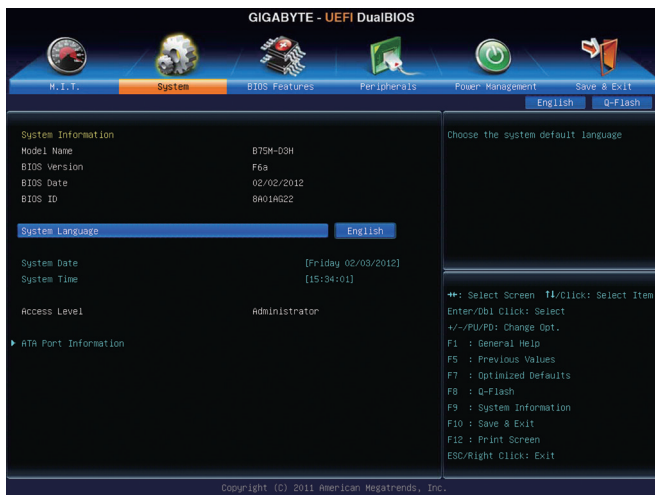 GIGABYTE - UEFI DualBIOS
M.I.T. System BIOS Features Peripherals Power Management Save & Exit
English Q-Flash
System Information
Model Name B75M-D3H
BIOS Version F6a
BIOS Date 02/02/2012
BIOS ID 8A01AG22
System Language English
System Date [Friday 02/03/2012]
System Time [15:34:01]
Access Level Administrator
ATA Port Information
Choose the system default language
→←: Select Screen ↑↓/Click: Select Item
Enter/Dbl Click: Select
+/-/PU/PD: Change Opt.
F1 : General Help
F5 : Previous Values
F7 : Optimized Defaults
F8 : Q-Flash
F9 : System Information
F10 : Save & Exit
F12 : Print Screen
ESC/Right Click: Exit
Copyright (C) 2011 American Megatrends, Inc.